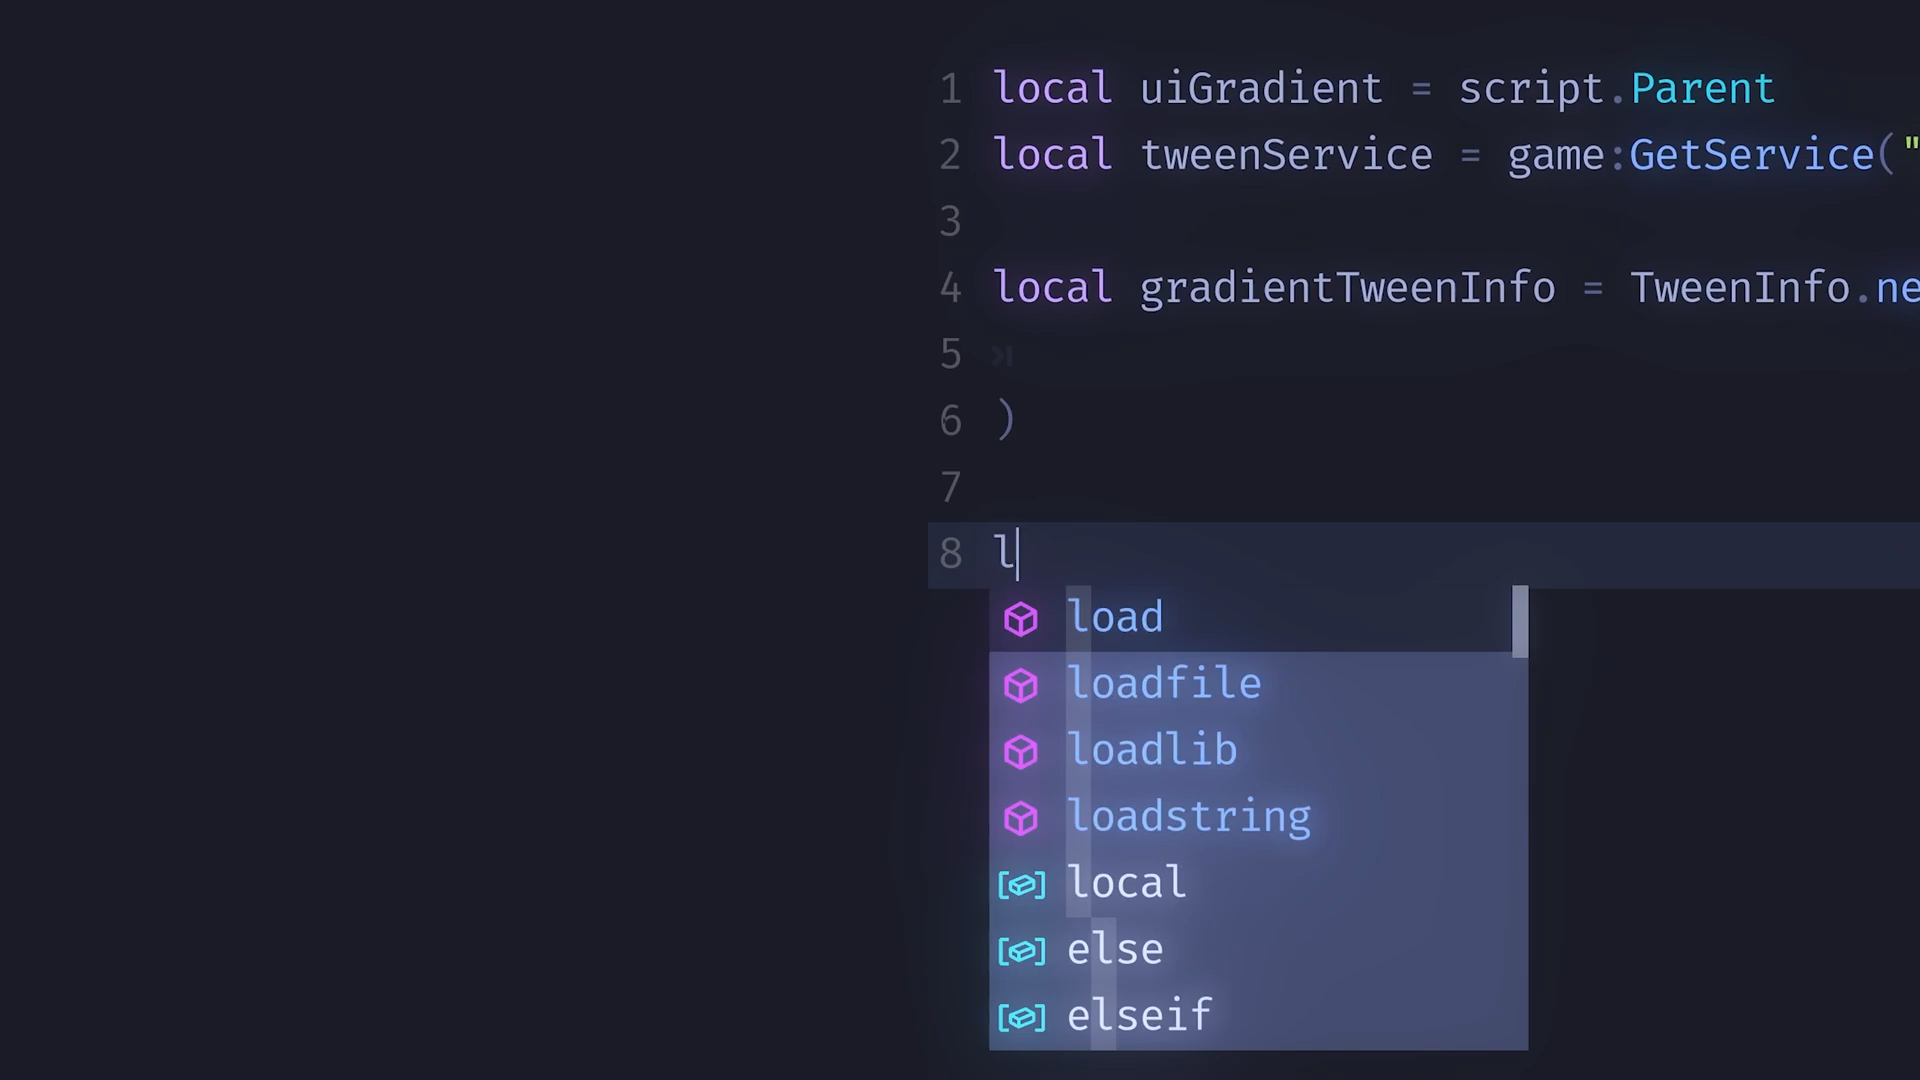 1 local uiGradient = script.Parent
2 local tweenService = game:GetService("
3
4 local gradientTweenInfo = TweenInfo.ne
5
6 )
7
8 l
load
loadfile
loadlib
loadstring
local
else
elseif